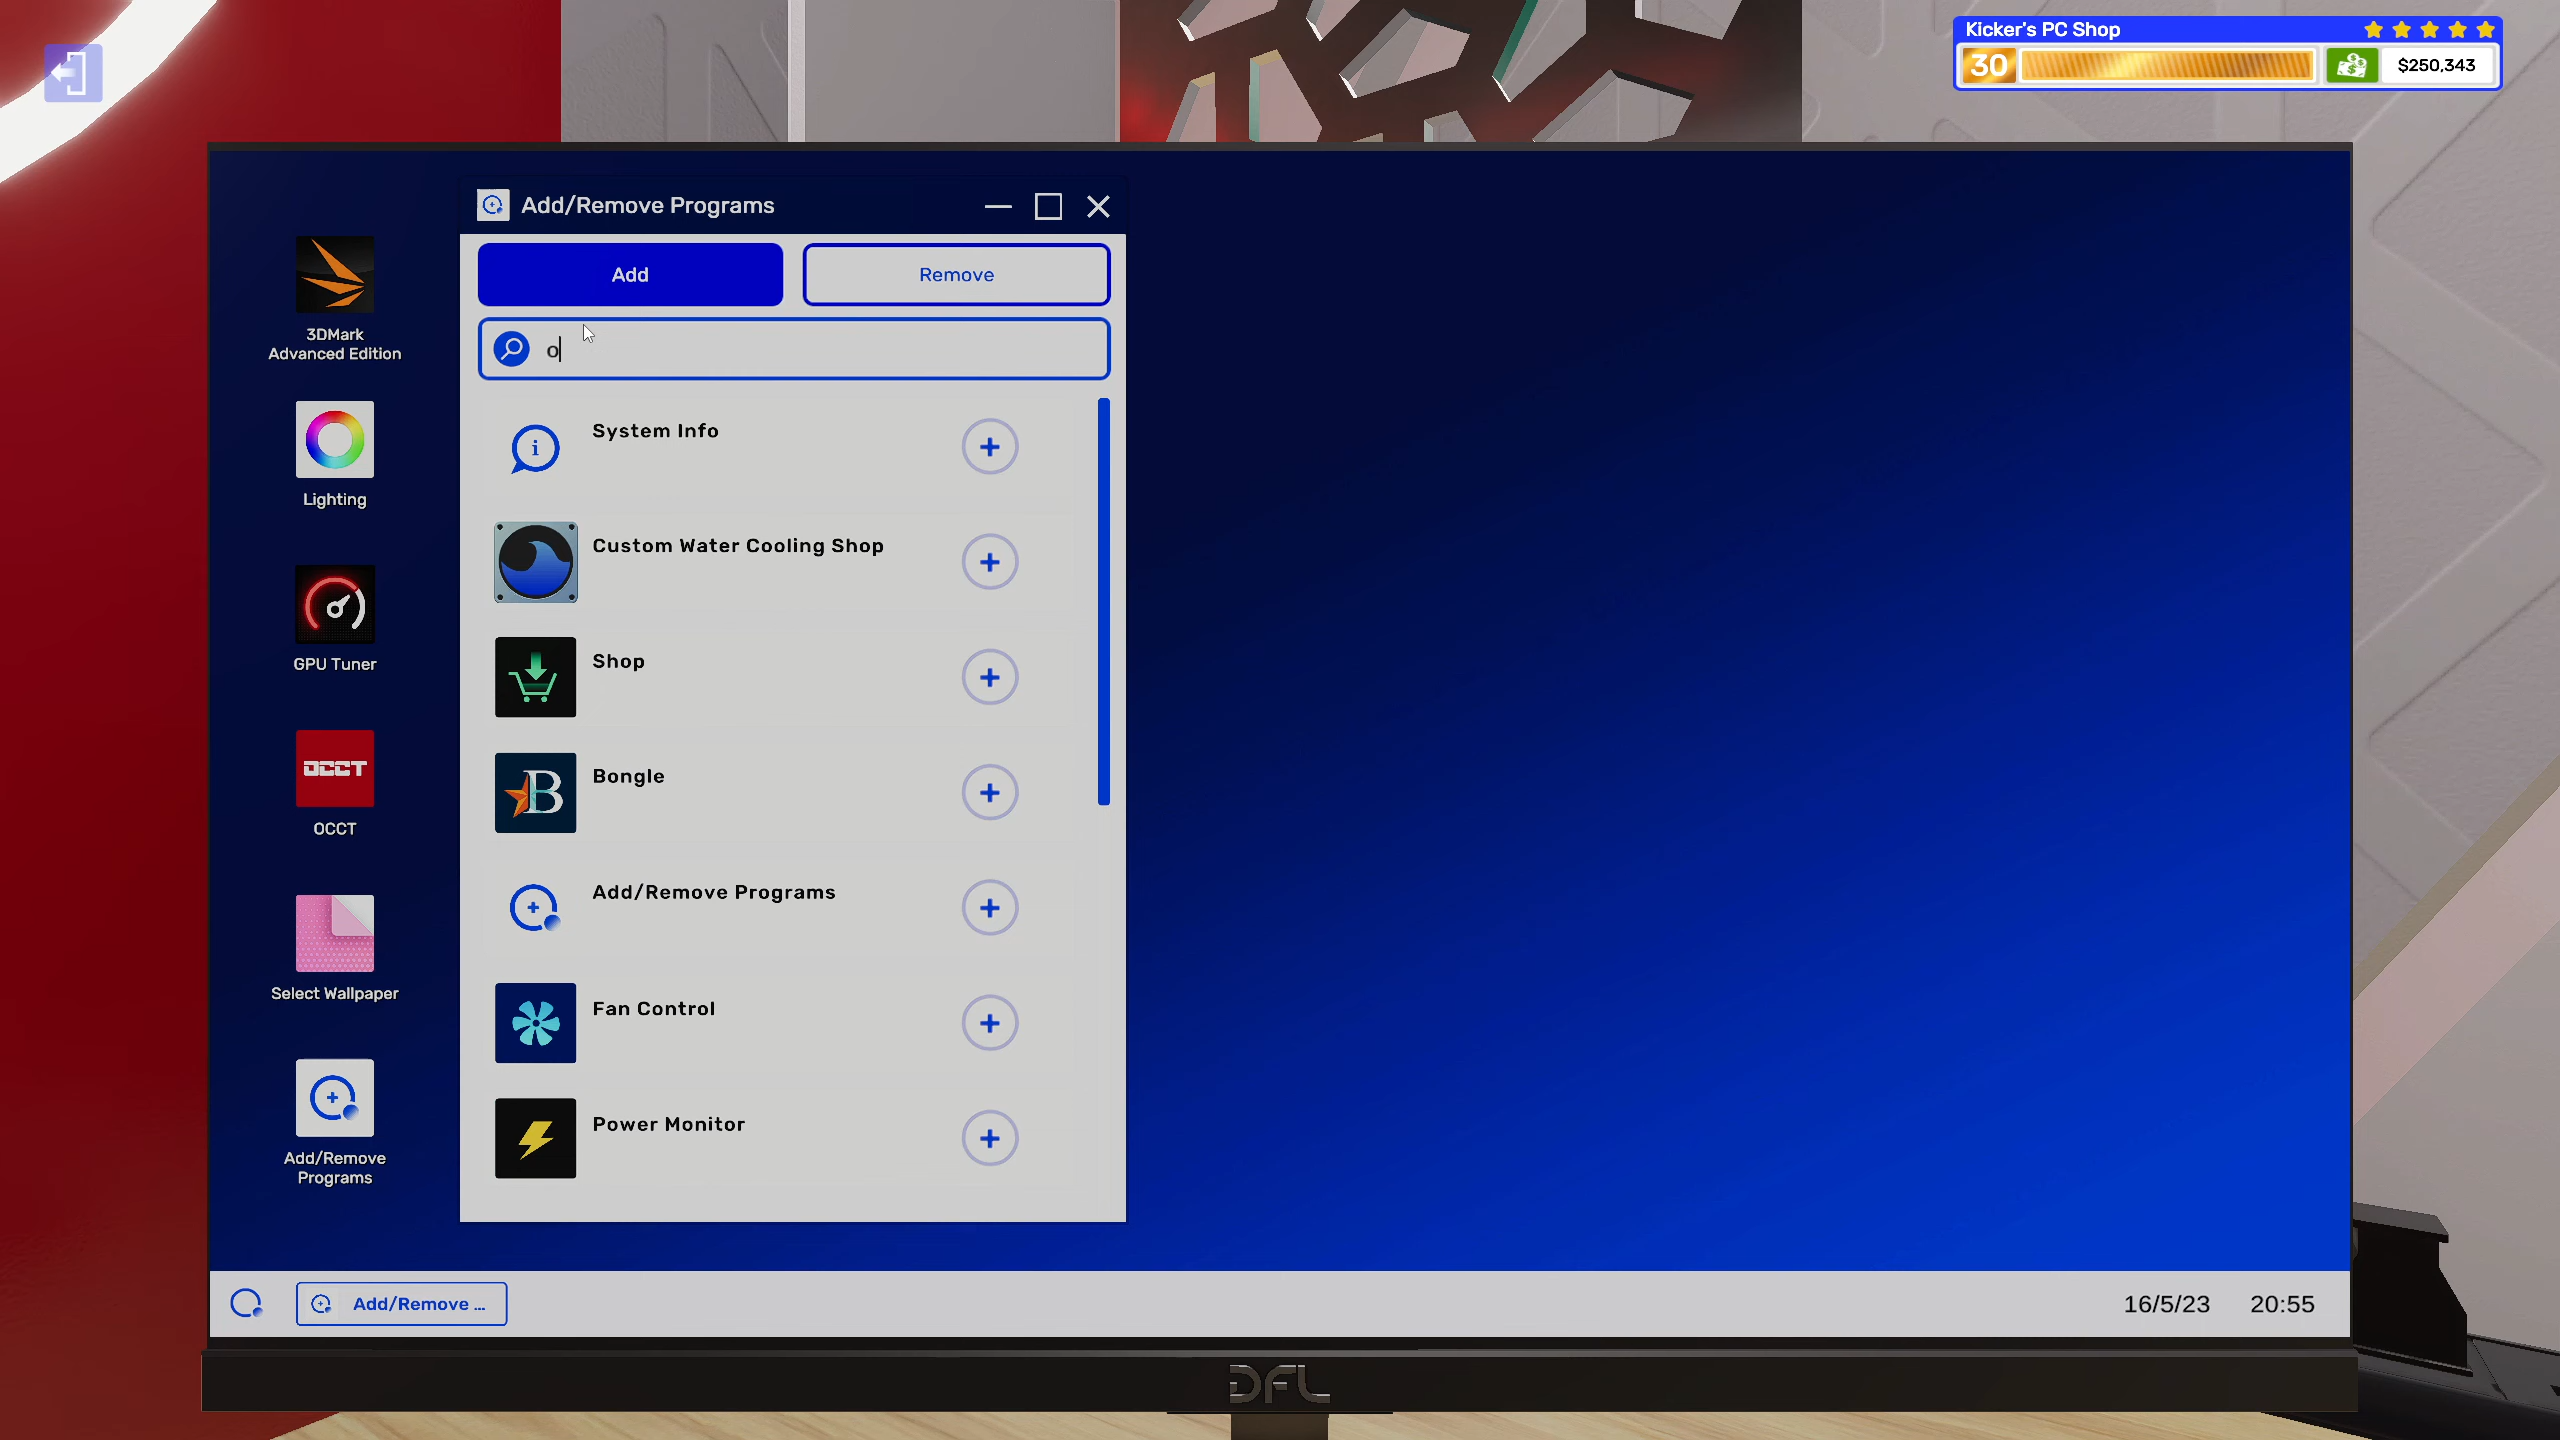 Kicker's PC Shop
30
$250,343
Add/Remove Programs
Add
Remove
o
3DMark
Advanced Edition
Lighting
GPU Tuner
OCCT
OCCT
Select Wallpaper
Add/Remove
Programs
System Info
Custom Water Cooling Shop
Shop
B
Bongle
Add/Remove Programs
Fan Control
Power Monitor
Add/Remove ...
16/5/23
20:55
DFL